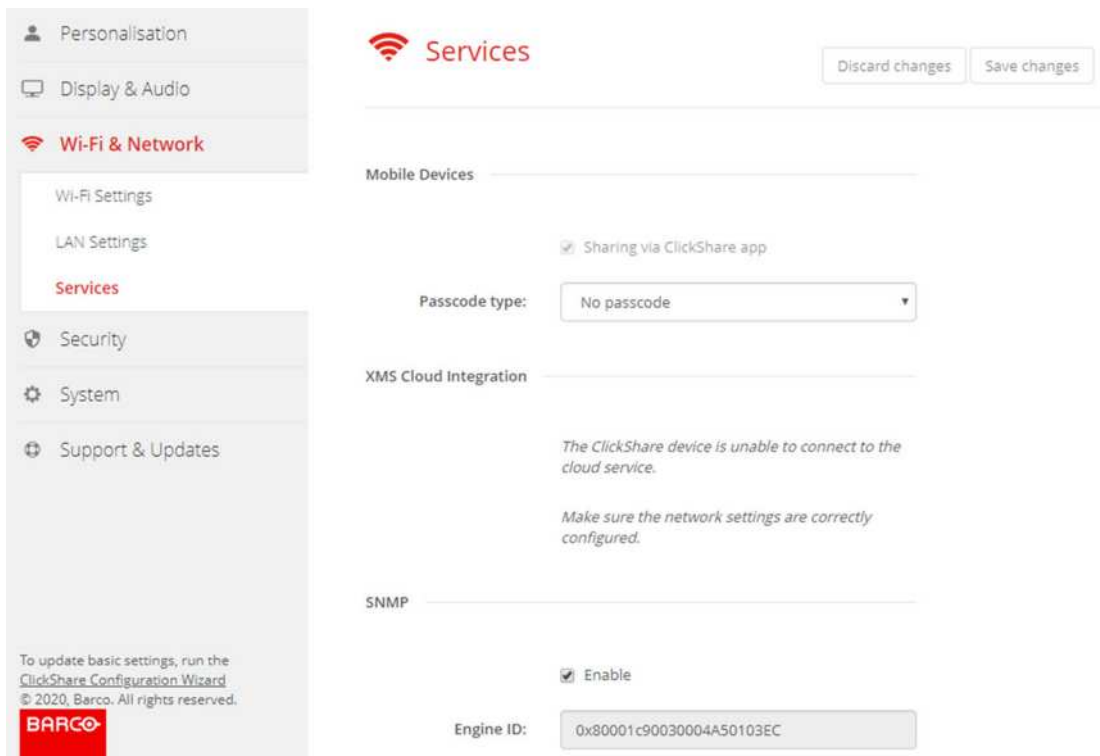 Personalisation
Display & Audio
Wi-Fi & Network
Wi-Fi Settings
LAN Settings
Services
Security
System
Support & Updates
To update basic settings, run the
ClickShare Configuration Wizard
© 2020, Barco. All rights reserved.
BARCO
Services
Discard changes
Save changes
Mobile Devices
Sharing via ClickShare app
Passcode type:
No passcode
XMS Cloud Integration
The ClickShare device is unable to connect to the
cloud service.
Make sure the network settings are correctly
configured.
SNMP
Enable
Engine ID:
0x80001c90030004A50103EC